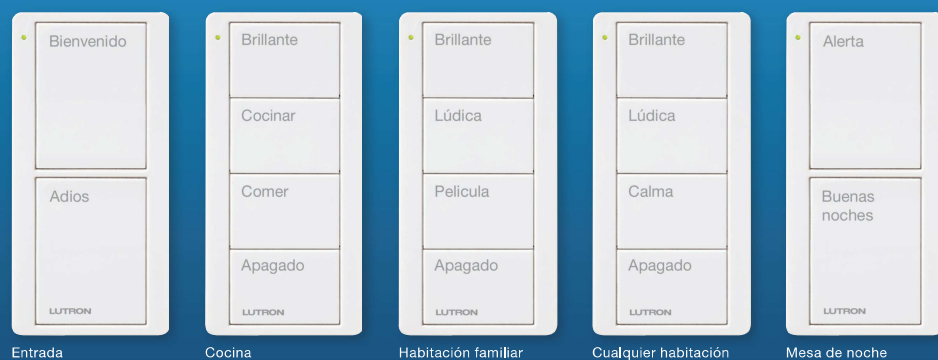 Bienvenido
Adios
LUTRON
Entrada
Brillante
Cocinar
Comer
Apagado
LUTRON
Cocina
Brillante
Lúdica
Pelicula
Apagado
LUTRON
Habitación familiar
Brillante
Lúdica
Calma
Apagado
LUTRON
Cualquier habitación
Alerta
Buenas
noches
LUTRON
Mesa de noche